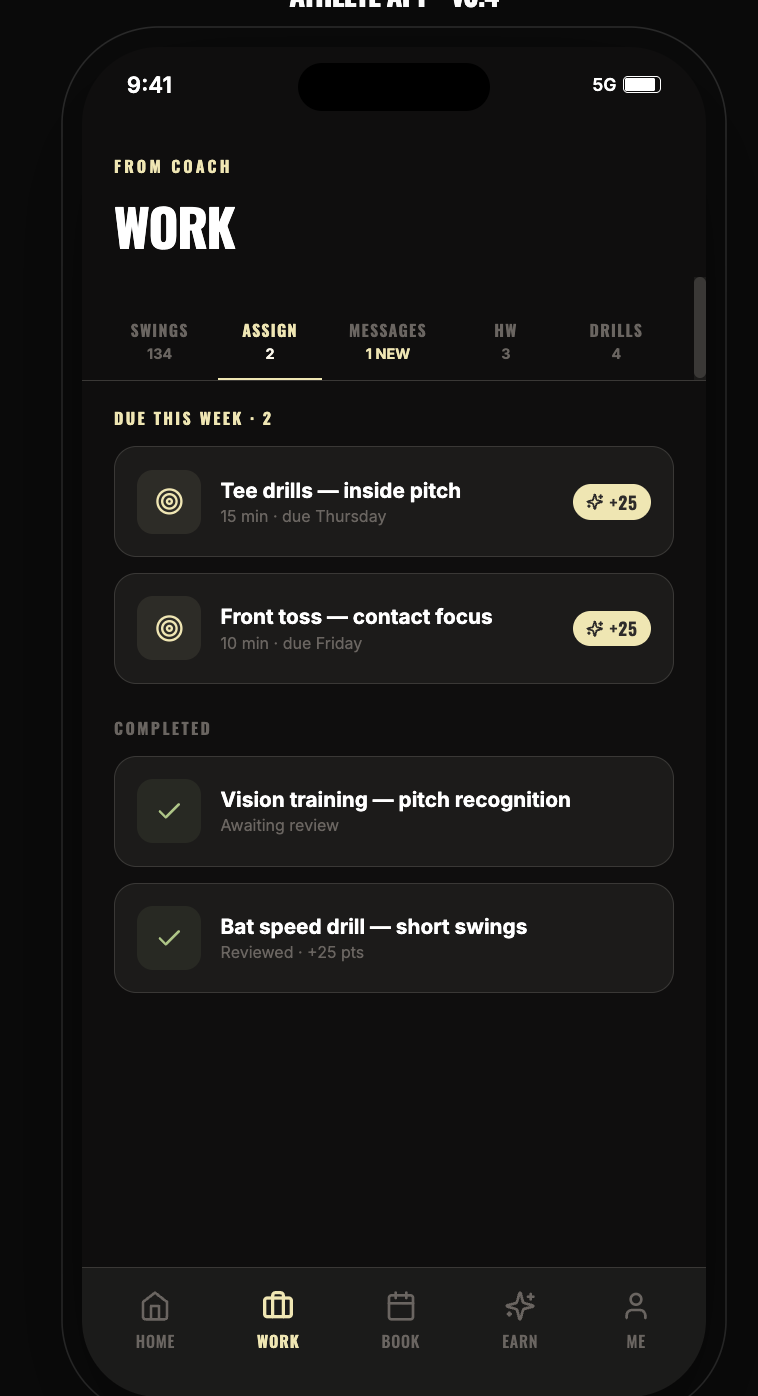 ATHLETE APP
9:41
5G
FROM COACH
WORK
SWINGS ASSIGN MESSAGES HW DRILLS
134 2 1 NEW 3 4
DUE THIS WEEK · 2
Tee drills — inside pitch
15 min · due Thursday
+25
Front toss — contact focus
10 min · due Friday
+25
COMPLETED
Vision training — pitch recognition
Awaiting review
Bat speed drill — short swings
Reviewed · +25 pts
HOME WORK BOOK EARN ME